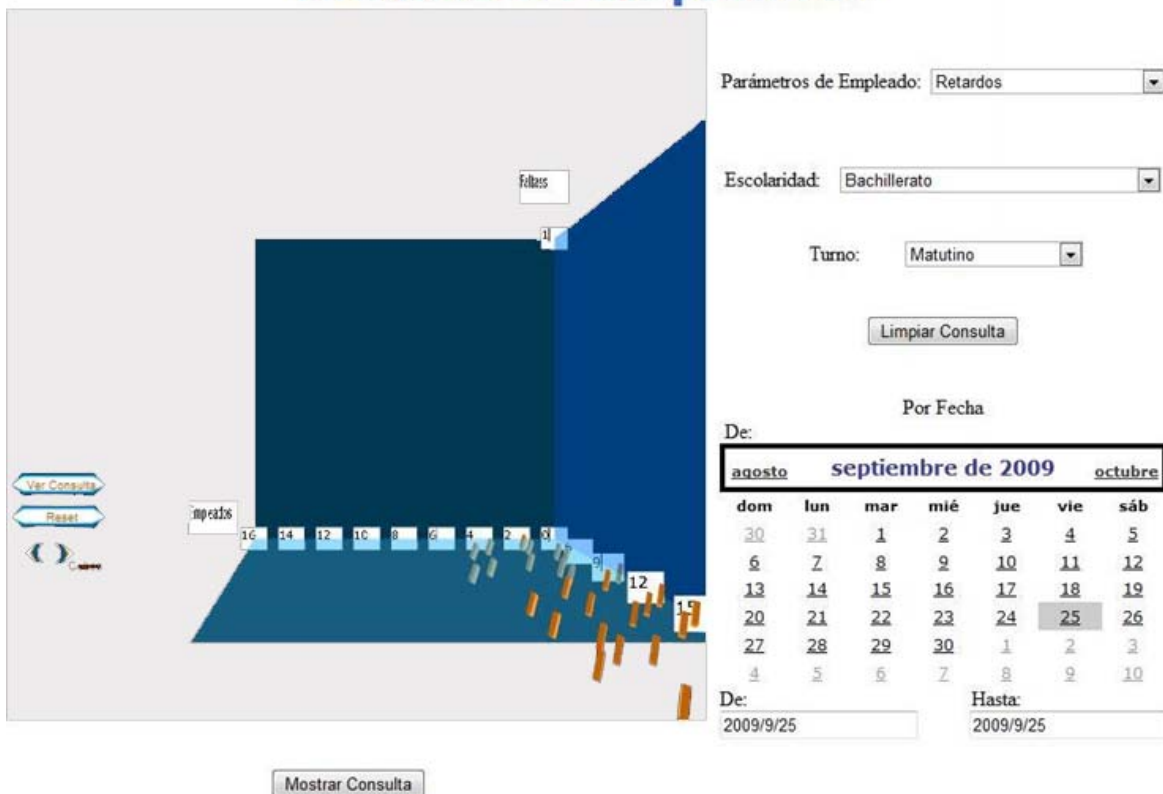 Parámetros de Empleado: Retardos
Escolaridad: Bachillerato
Turno: Matutino
Limpiar Consulta
Por Fecha
De:
agosto septiembre de 2009 octubre
dom lun mar mié jue vie sáb
30 31 1 2 3 4 5
6 7 8 9 10 11 12
13 14 15 16 17 18 19
20 21 22 23 24 25 26
27 28 29 30 1 2 3
4 5 6 7 8 9 10
De: Hasta:
2009/9/25 2009/9/25
Faltass
1
Ver Consulta
Reset
Empeados
16 14 12 10 8 6 4 2 0
9
12
15
Mostrar Consulta